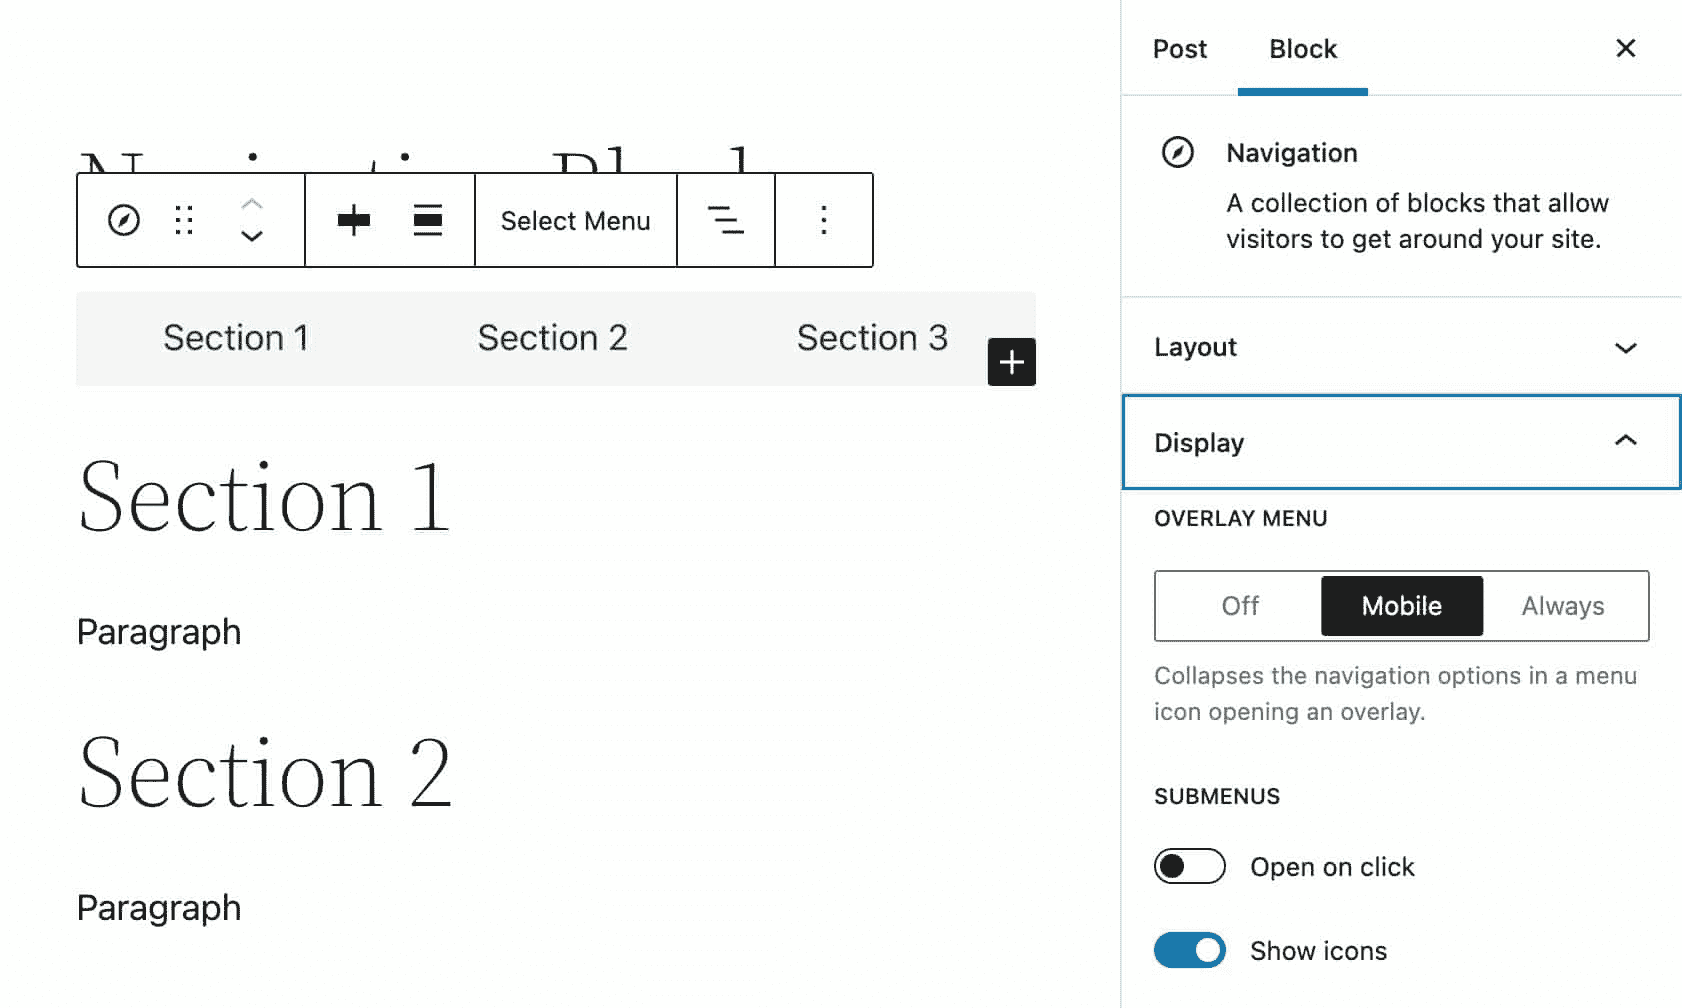 Select Menu
Section 1 Section 2 Section 3
Section 1
Paragraph
Section 2
Paragraph
Post Block
Navigation
A collection of blocks that allow
visitors to get around your site.
Layout
Display
OVERLAY MENU
Off Mobile Always
Collapses the navigation options in a menu
icon opening an overlay.
SUBMENUS
Open on click
Show icons